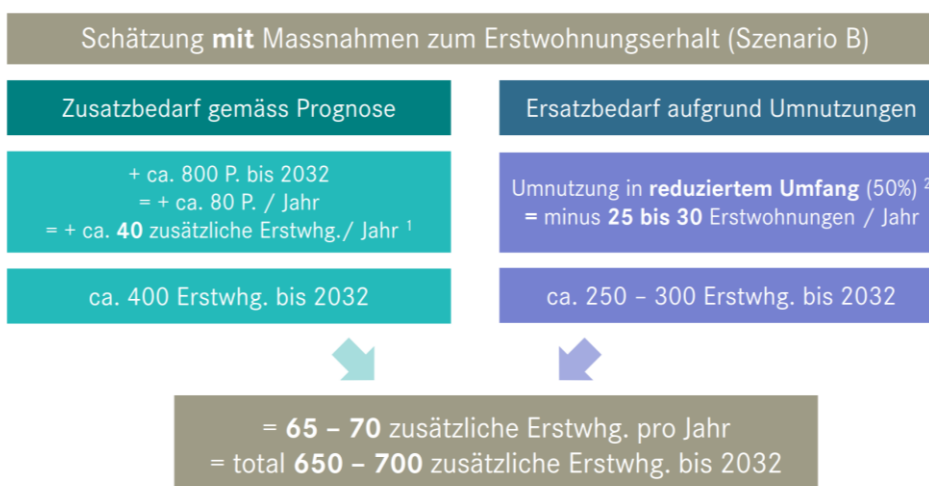 Schätzung mit Massnahmen zum Erstwohnungserhalt (Szenario B)
Zusatzbedarf gemäss Prognose
+ ca. 800 P. bis 2032
= + ca. 80 P. / Jahr
= + ca. 40 zusätzliche Erstwhg./ Jahr 1
ca. 400 Erstwhg. bis 2032
Ersatzbedarf aufgrund Umnutzungen
Umnutzung in reduziertem Umfang (50%) 2
= minus 25 bis 30 Erstwohnungen / Jahr
ca. 250 – 300 Erstwhg. bis 2032
= 65 – 70 zusätzliche Erstwhg. pro Jahr
= total 650 – 700 zusätzliche Erstwhg. bis 2032